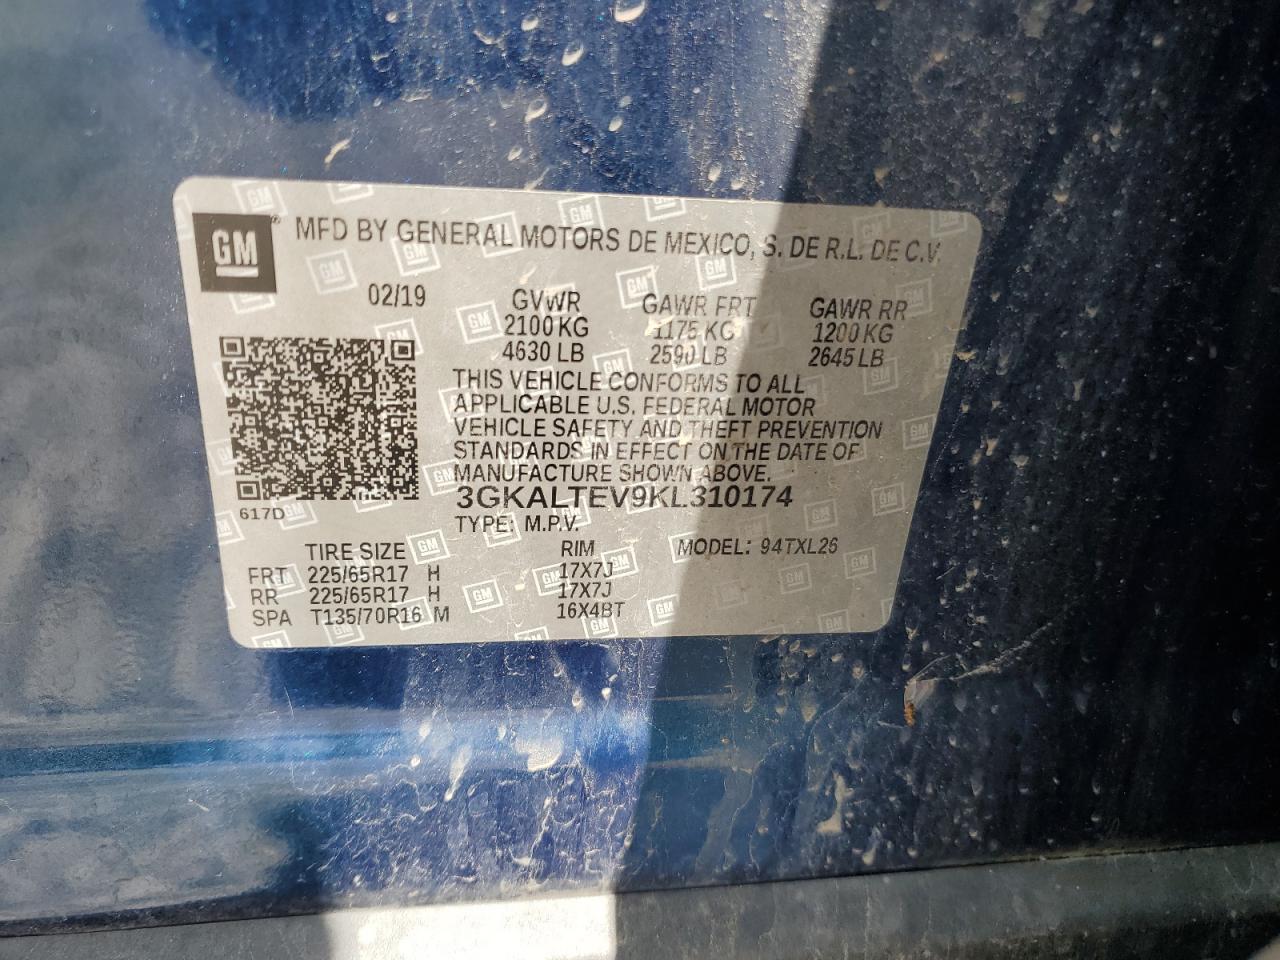 GM® MFD BY GENERAL MOTORS DE MEXICO, S. DE R.L. DE C.V.
02/19 GVWR GAWR FRT GAWR RR
2100 KG 1175 KG 1200 KG
4630 LB 2590 LB 2645 LB
THIS VEHICLE CONFORMS TO ALL
APPLICABLE U.S. FEDERAL MOTOR
VEHICLE SAFETY AND THEFT PREVENTION
STANDARDS IN EFFECT ON THE DATE OF
MANUFACTURE SHOWN ABOVE.
3GKALTEV9KL310174
617D
TYPE: M.P.V.
TIRE SIZE RIM MODEL: 94TXL26
FRT 225/65R17 H 17X7J
RR 225/65R17 H 17X7J
SPA T135/70R16 M 16X4BT